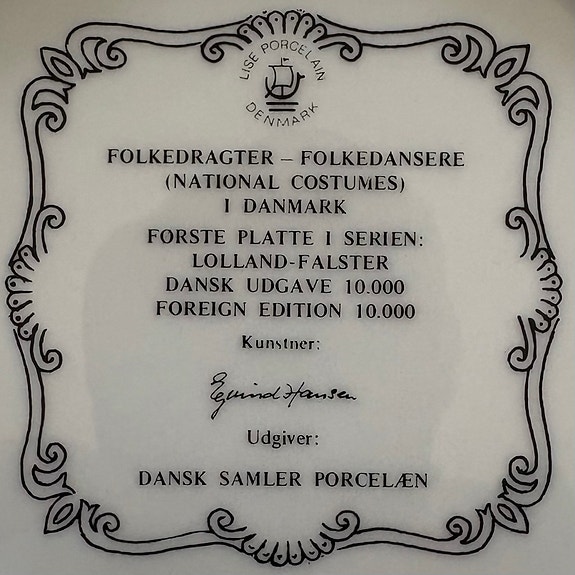 LISE PORCELAIN
DENMARK
FOLKEDRAGTER – FOLKEDANSERE
(NATIONAL COSTUMES)
I DANMARK
FORSTE PLATTE I SERIEN:
LOLLAND-FALSTER
DANSK UDGAVE 10.000
FOREIGN EDITION 10.000
Kunstner:
Ejvind Hansen
Udgiver:
DANSK SAMLER PORCELÆN